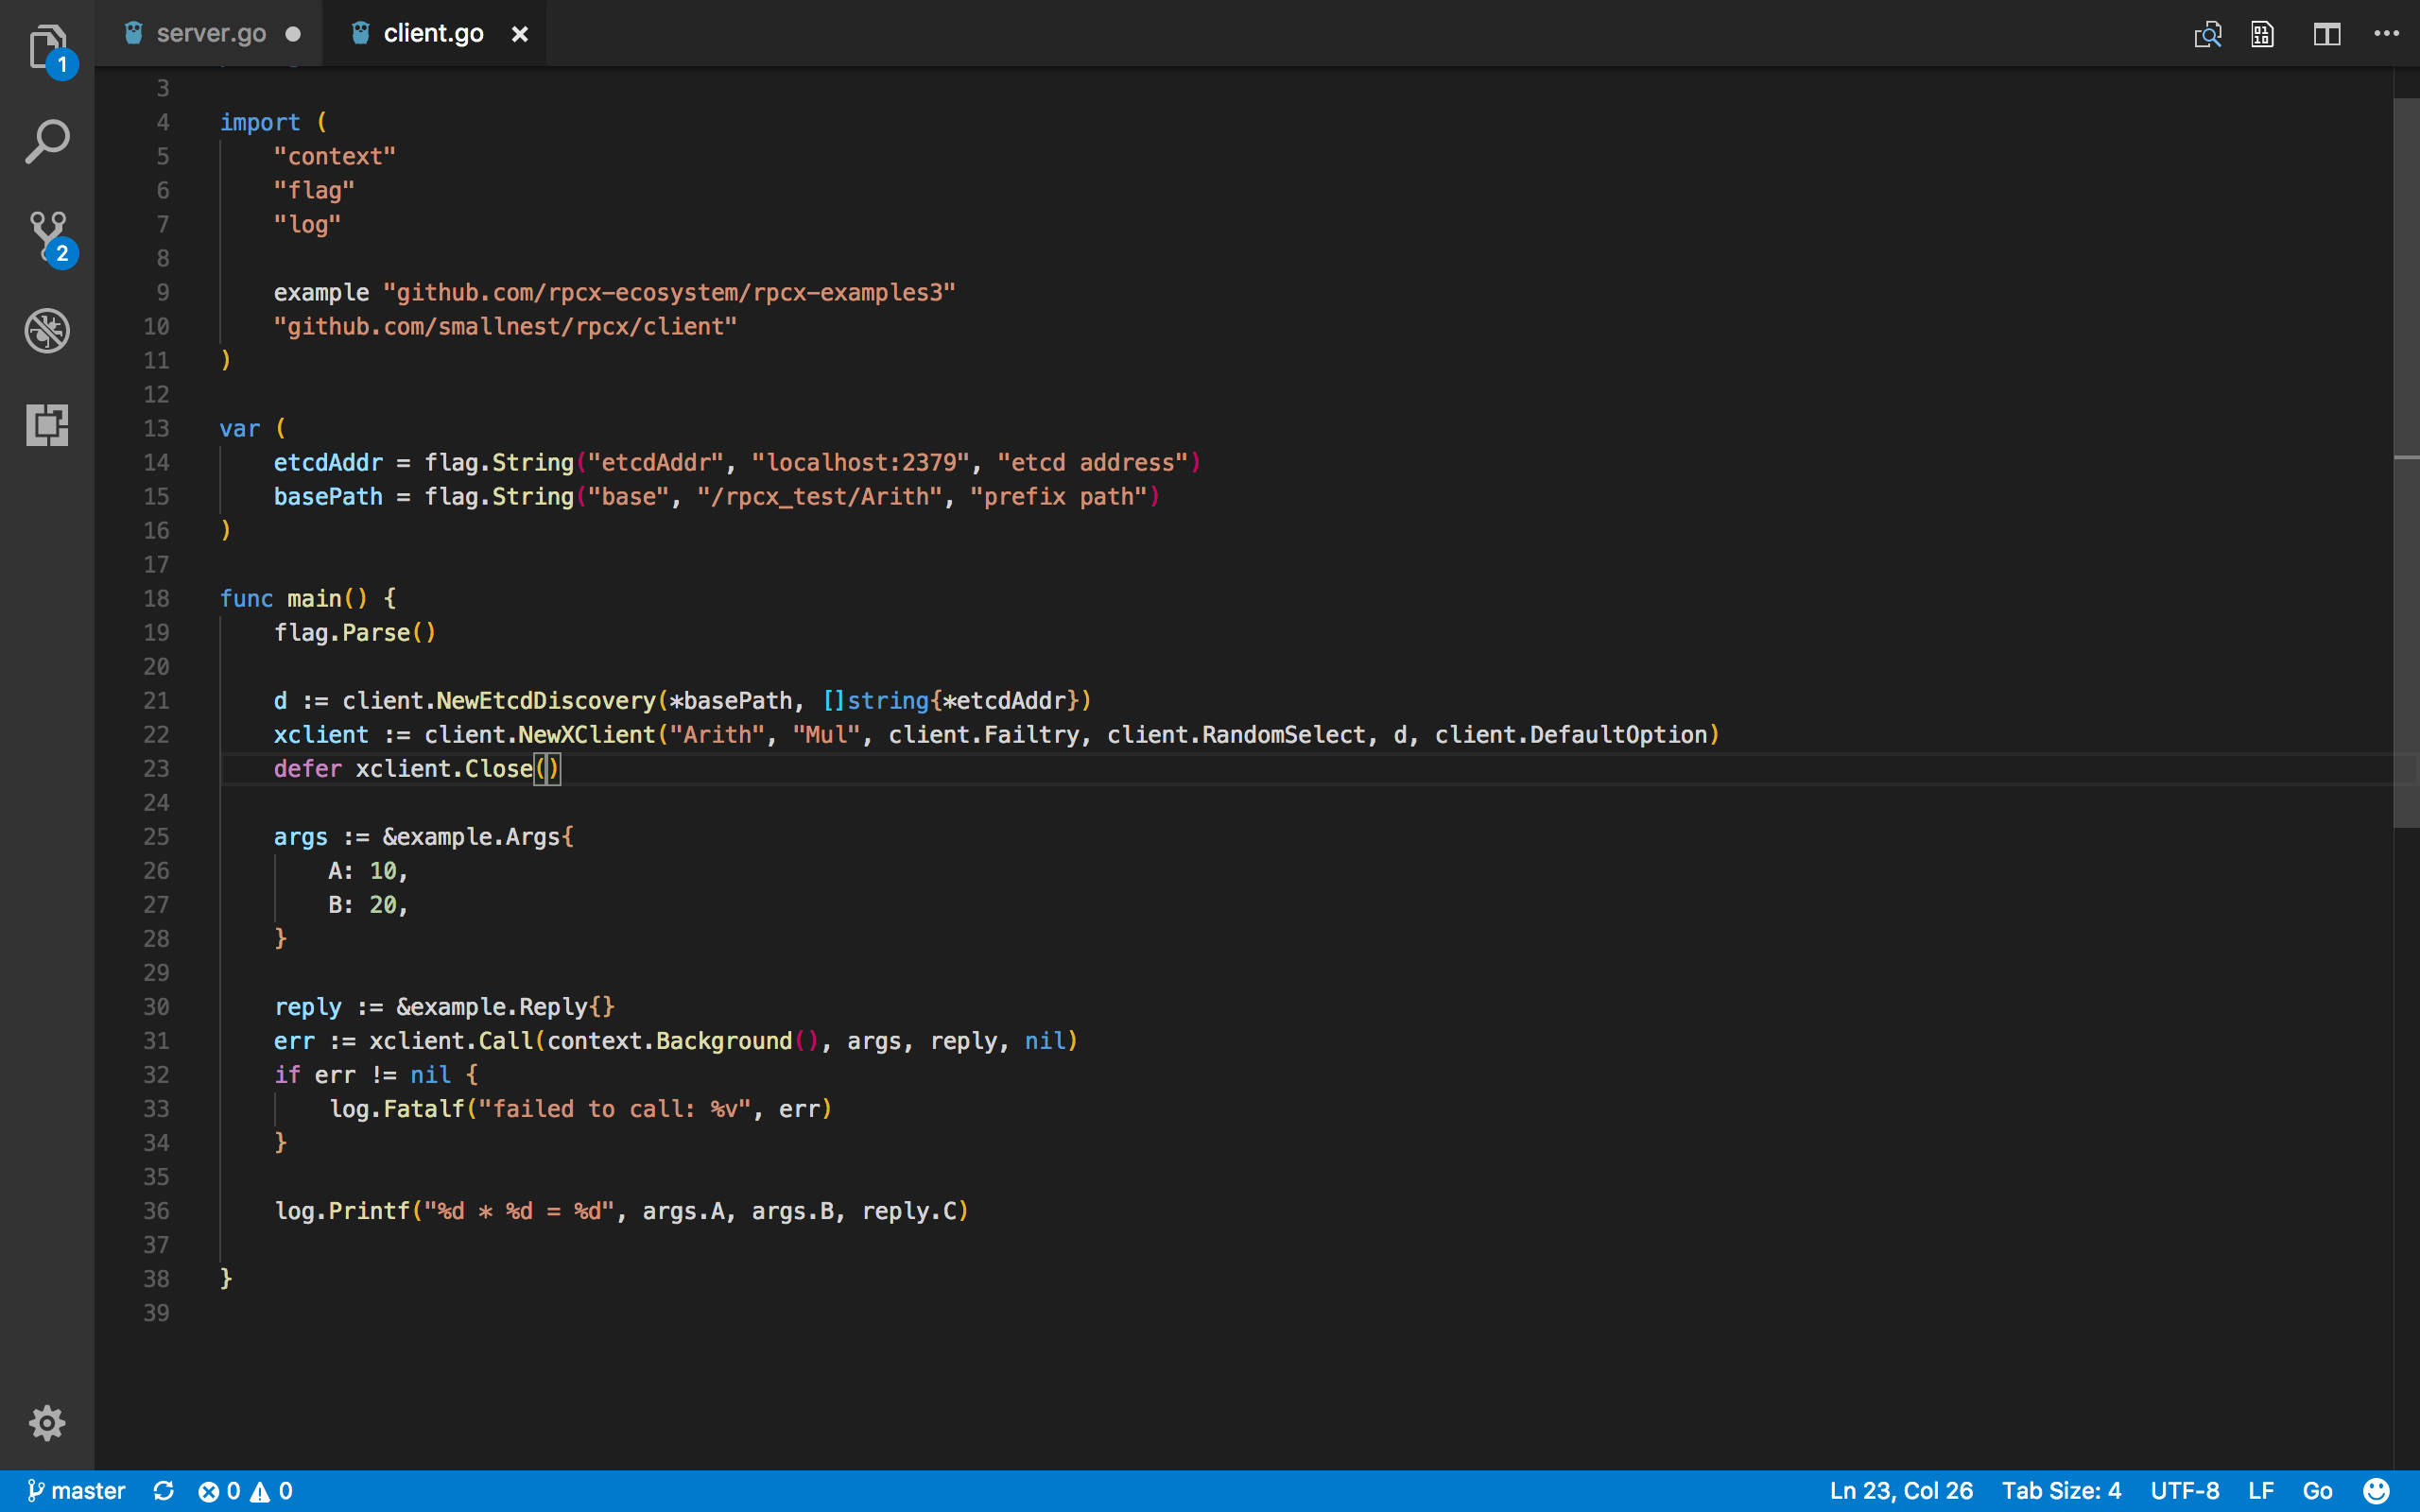 server.go
client.go
1
2
3
4 import (
5 "context"
6 "flag"
7 "log"
8
9 example "github.com/rpcx-ecosystem/rpcx-examples3"
10 "github.com/smallnest/rpcx/client"
11 )
12
13 var (
14 etcdAddr = flag.String("etcdAddr", "localhost:2379", "etcd address")
15 basePath = flag.String("base", "/rpcx_test/Arith", "prefix path")
16 )
17
18 func main() {
19 flag.Parse()
20
21 d := client.NewEtcdDiscovery(*basePath, []string{*etcdAddr})
22 xclient := client.NewXClient("Arith", "Mul", client.Failtry, client.RandomSelect, d, client.DefaultOption)
23 defer xclient.Close()
24
25 args := &example.Args{
26 A: 10,
27 B: 20,
28 }
29
30 reply := &example.Reply{}
31 err := xclient.Call(context.Background(), args, reply, nil)
32 if err != nil {
33 log.Fatalf("failed to call: %v", err)
34 }
35
36 log.Printf("%d * %d = %d", args.A, args.B, reply.C)
37
38 }
39
master 0 0 Ln 23, Col 26 Tab Size: 4 UTF-8 LF Go